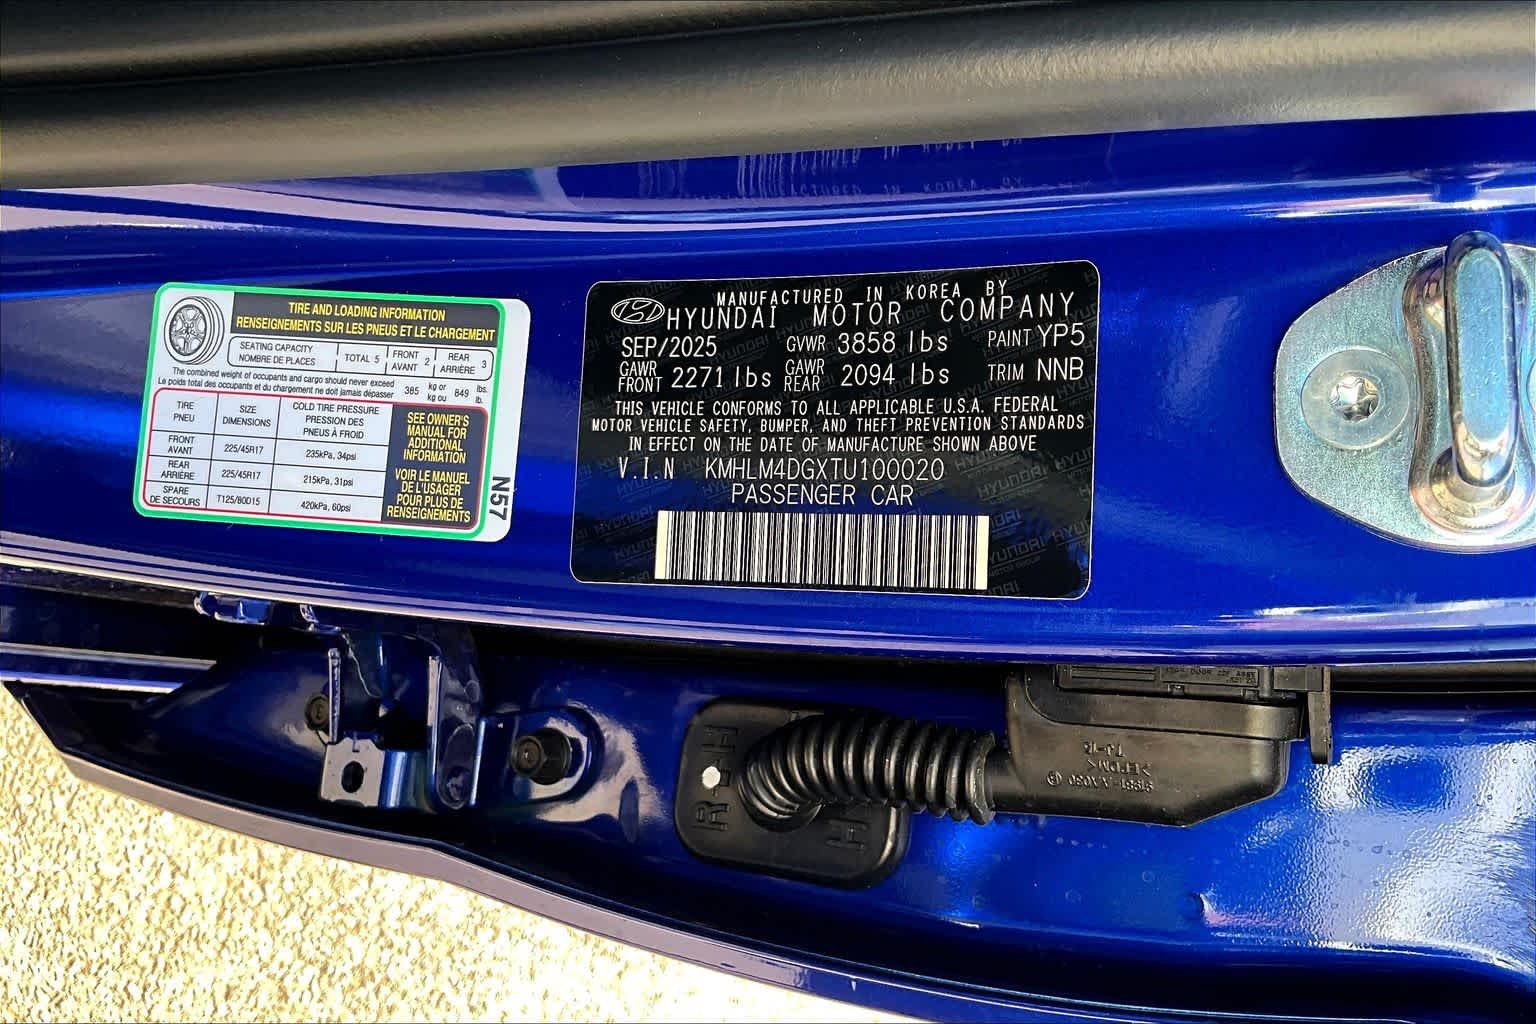 TIRE AND LOADING INFORMATION
RENSEIGNEMENTS SUR LES PNEUS ET LE CHARGEMENT
SEATING CAPACITY
NOMBRE DE PLACES
TOTAL 5
FRONT
AVANT 2
REAR
ARRIÈRE 3
The combined weight of occupants and cargo should never exceed 385 kg or 849 lbs.
Le poids total des occupants et du chargement ne doit jamais dépasser kg ou lb.
TIRE
PNEU
SIZE
DIMENSIONS
COLD TIRE PRESSURE
PRESSION DES
PNEUS À FROID
FRONT
AVANT
225/45R17
235kPa, 34psi
REAR
ARRIÈRE
225/45R17
215kPa, 31psi
SPARE
DE SECOURS
T125/80D15
420kPa, 60psi
SEE OWNER'S
MANUAL FOR
ADDITIONAL
INFORMATION
VOIR LE MANUEL
DE L'USAGER
POUR PLUS DE
RENSEIGNEMENTS
N57
MANUFACTURED IN KOREA BY
HYUNDAI MOTOR COMPANY
SEP/2025 GVWR 3858 lbs PAINT YP5
GAWR FRONT 2271 lbs GAWR REAR 2094 lbs TRIM NNB
THIS VEHICLE CONFORMS TO ALL APPLICABLE U.S.A. FEDERAL
MOTOR VEHICLE SAFETY, BUMPER, AND THEFT PREVENTION STANDARDS
IN EFFECT ON THE DATE OF MANUFACTURE SHOWN ABOVE
V.I.N KMHLM4DGXTU100020
PASSENGER CAR
R H
H
TJ-1R
>EPDM<